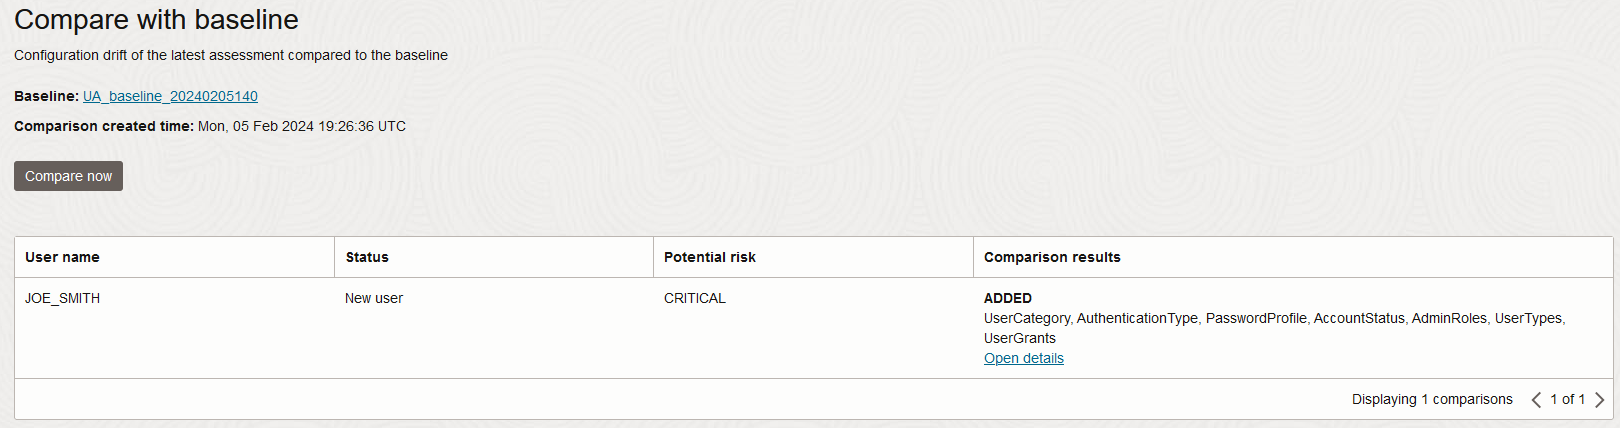 Compare with baseline
Configuration drift of the latest assessment compared to the baseline
Baseline: UA_baseline_20240205140
Comparison created time: Mon, 05 Feb 2024 19:26:36 UTC
Compare now
User name Status Potential risk Comparison results
JOE_SMITH New user CRITICAL ADDED
UserCategory, AuthenticationType, PasswordProfile, AccountStatus, AdminRoles, UserTypes,
UserGrants
Open details
Displaying 1 comparisons 1 of 1